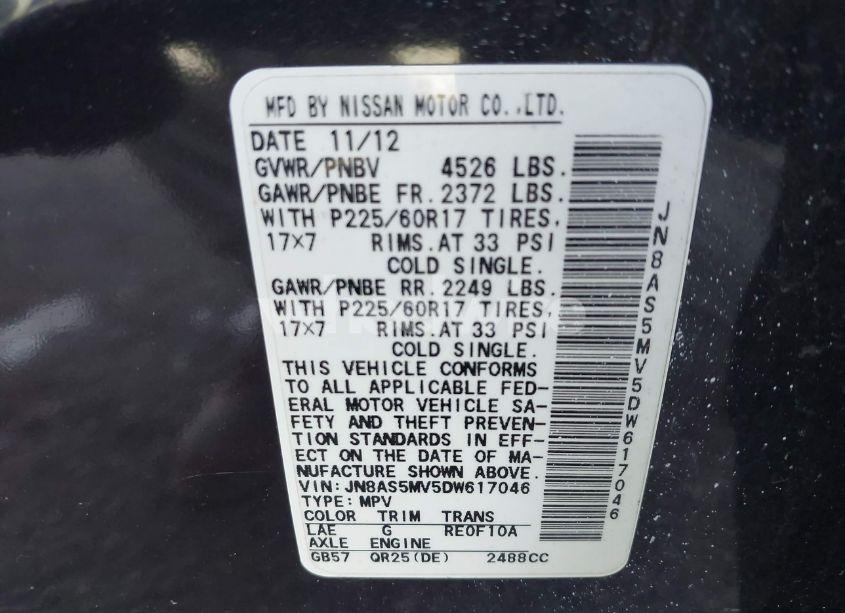 MFD BY NISSAN MOTOR CO.,LTD.
DATE 11/12
GVWR/PNBV 4526 LBS.
GAWR/PNBE FR.2372 LBS.
WITH P225/60R17 TIRES,
17×7 RIMS.AT 33 PSI
COLD SINGLE.
GAWR/PNBE RR.2249 LBS.
WITH P225/60R17 TIRES,
17×7 RIMS.AT 33 PSI
COLD SINGLE.
THIS VEHICLE CONFORMS
TO ALL APPLICABLE FED-
ERAL MOTOR VEHICLE SA-
FETY AND THEFT PREVEN-
TION STANDARDS IN EFF-
ECT ON THE DATE OF MA-
NUFACTURE SHOWN ABOVE.
VIN:JN8AS5MV5DW617046
TYPE:MPV
COLOR TRIM TRANS
LAE G RE0F10A
AXLE ENGINE
GB57 QR25(DE) 2488CC
JN8AS5MV5DW617046